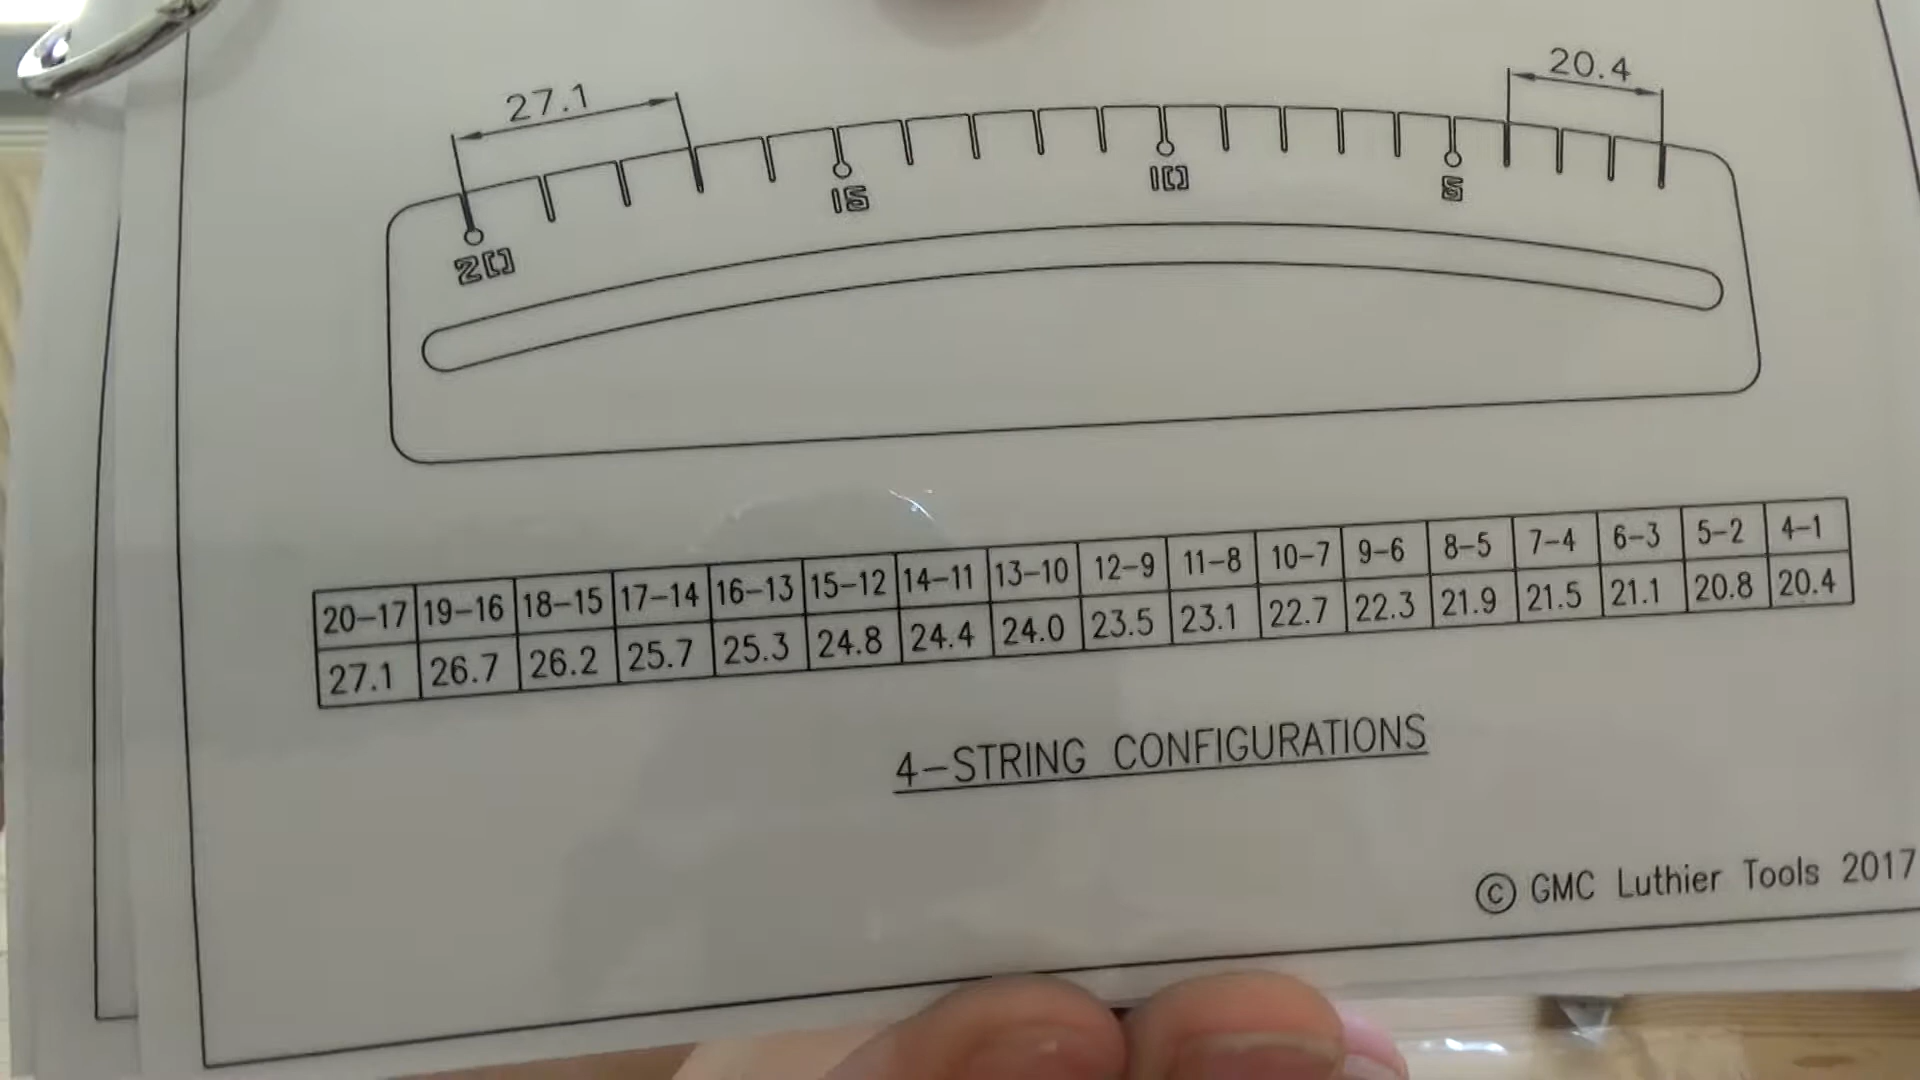 27.1
20.4
20
15
10
5
20-17 19-16 18-15 17-14 16-13 15-12 14-11 13-10 12-9 11-8 10-7 9-6 8-5 7-4 6-3 5-2 4-1
27.1 26.7 26.2 25.7 25.3 24.8 24.4 24.0 23.5 23.1 22.7 22.3 21.9 21.5 21.1 20.8 20.4
4-STRING CONFIGURATIONS
© GMC Luthier Tools 2017